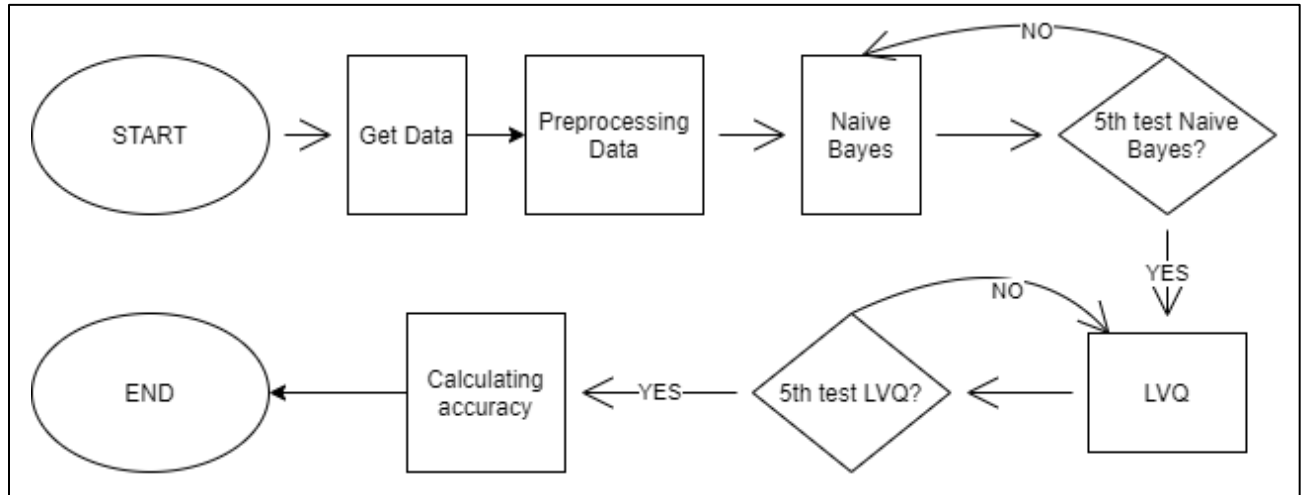 START
Get Data
Preprocessing
Data
Naive
Bayes
5th test Naive
Bayes?
NO
YES
LVQ
NO
5th test LVQ?
YES
Calculating
accuracy
END